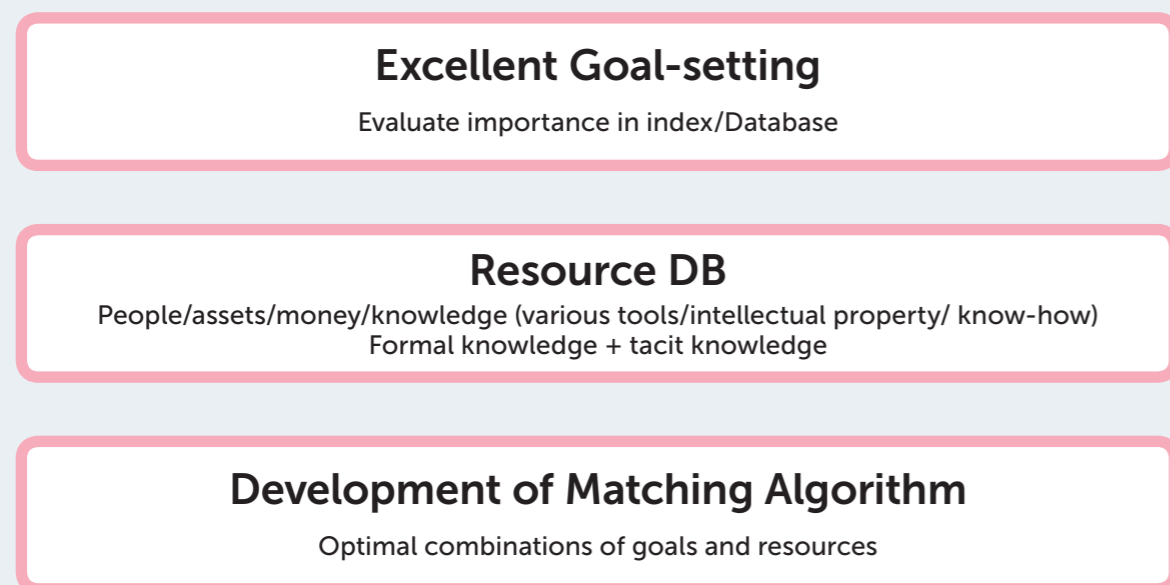 Excellent Goal-setting
Evaluate importance in index/Database
Resource DB
People/assets/money/knowledge (various tools/intellectual property/ know-how)
Formal knowledge + tacit knowledge
Development of Matching Algorithm
Optimal combinations of goals and resources